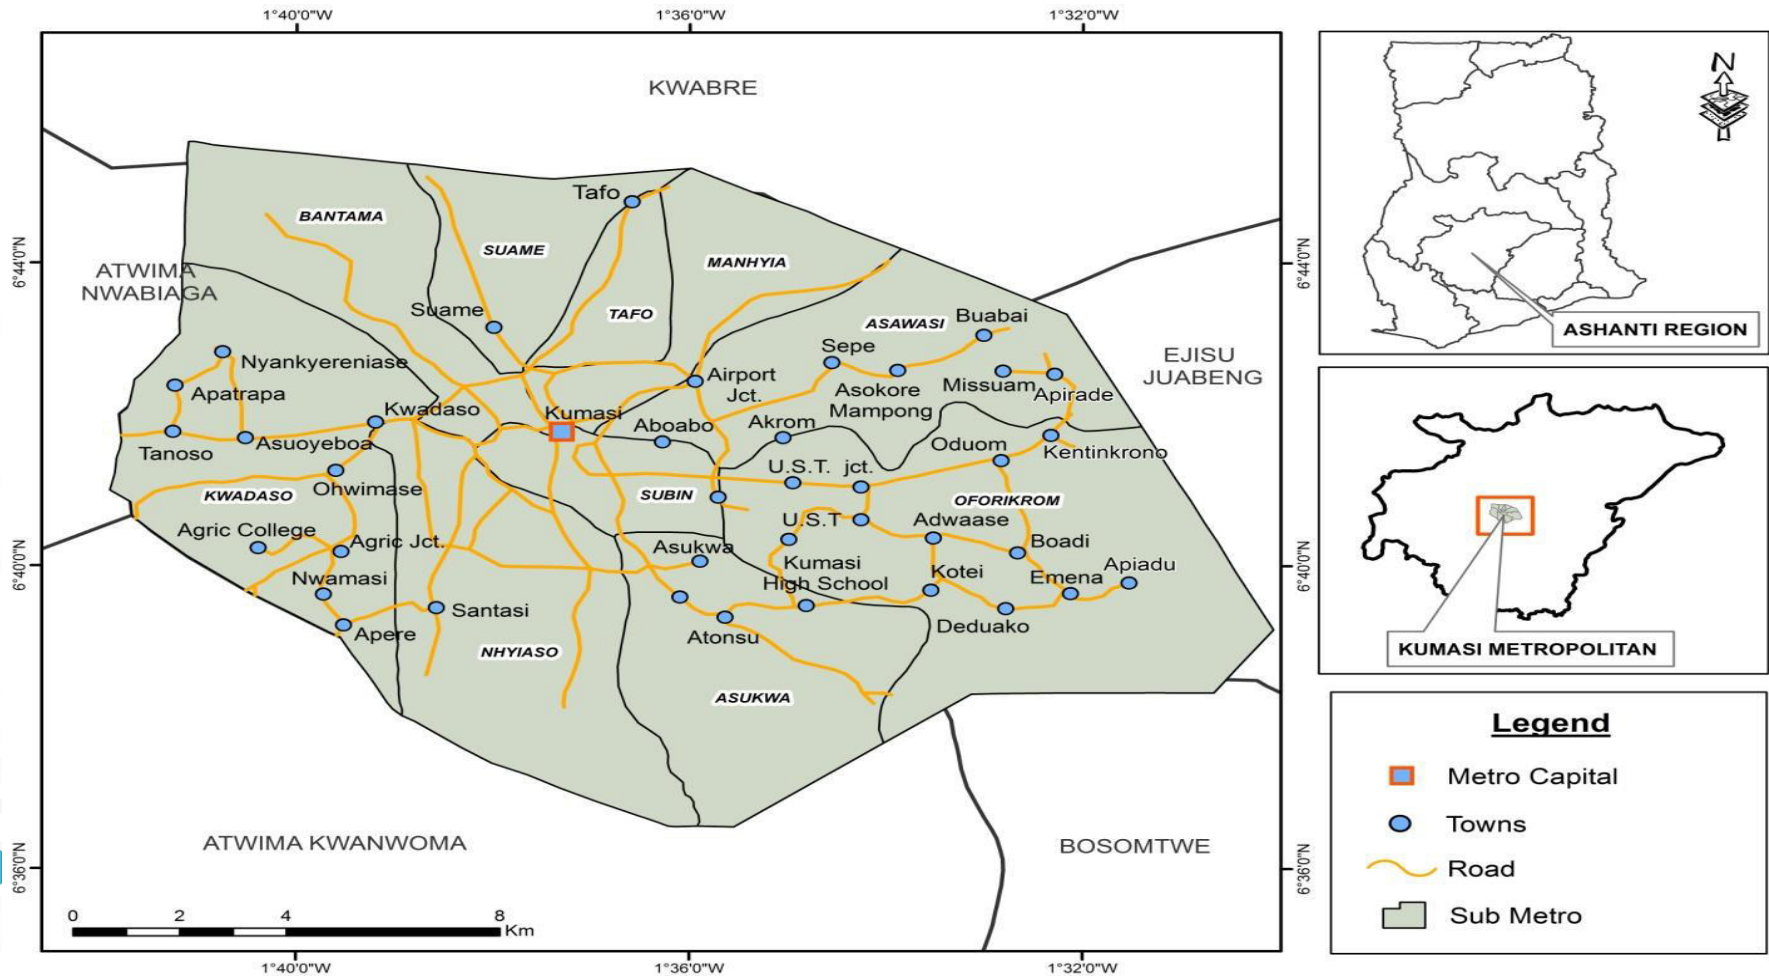 1°40'0"W
1°36'0"W
1°32'0"W
KWABRE
N
Tafo
BANTAMA
SUAME
MANHYIA
6°44'0"N
6°44'0"N
ATWIMA
NWABIAGA
Suame
TAFO
ASAWASI
Buabai
ASHANTI REGION
Nyankyereniase
Sepe
EJISU
JUABENG
Apatrapa
Airport
Jct.
Asokore
Mampong
Missuam
Apirade
Kwadaso
Kumasi
Aboabo
Akrom
Tanoso
Asuoyeboa
Oduom
Kentinkrono
Ohwimase
U.S.T. jct.
KWADASO
SUBIN
OFORIKROM
Agric College
Agric Jct.
U.S.T
Adwaase
Asukwa
Boadi
6°40'0"N
6°40'0"N
Nwamasi
Kumasi
High School
Kotei
Emena
Apiadu
Santasi
Apere
Atonsu
Deduako
NHYIASO
ASUKWA
KUMASI METROPOLITAN
ATWIMA KWANWOMA
BOSOMTWE
6°36'0"N
6°36'0"N
0 2 4 8
Km
1°40'0"W
1°36'0"W
1°32'0"W
Legend
Metro Capital
Towns
Road
Sub Metro